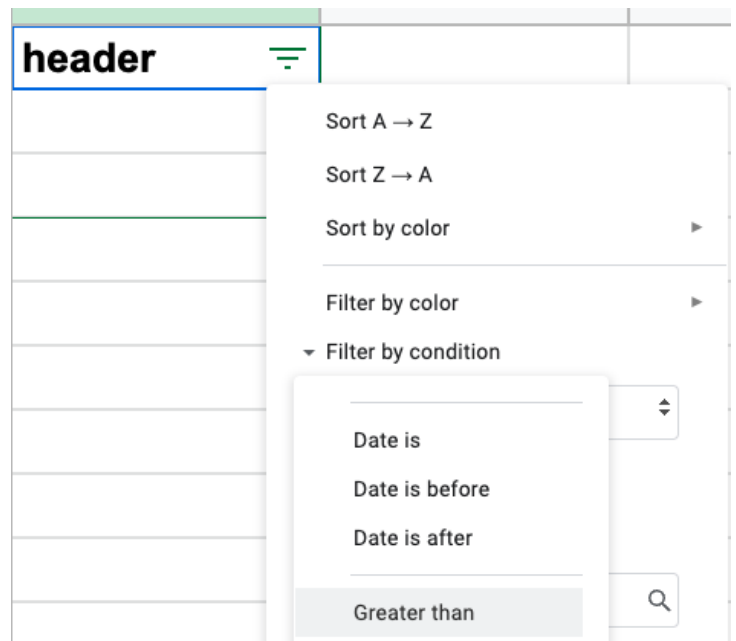 header
Sort A → Z
Sort Z → A
Sort by color
Filter by color
Filter by condition
Date is
Date is before
Date is after
Greater than